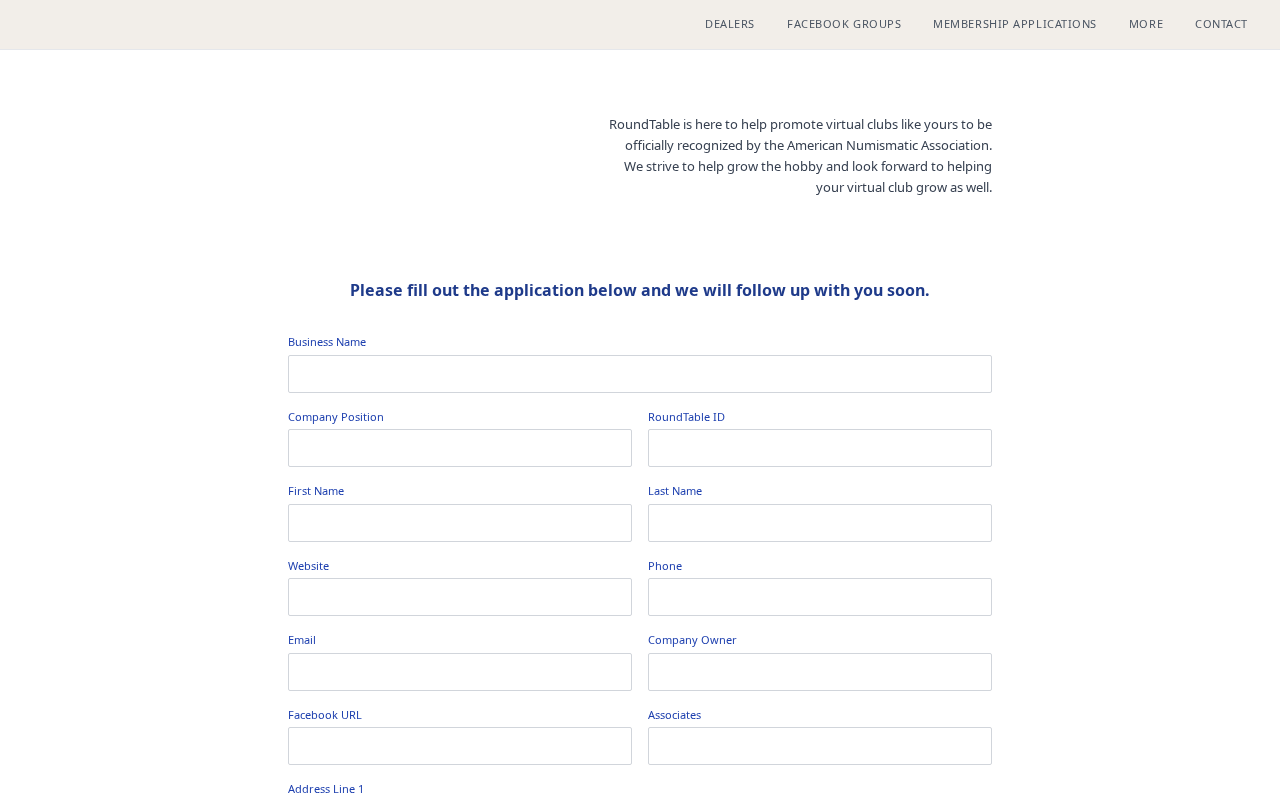 DEALERS FACEBOOK GROUPS MEMBERSHIP APPLICATIONS MORE CONTACT
RoundTable is here to help promote virtual clubs like yours to be
officially recognized by the American Numismatic Association.
We strive to help grow the hobby and look forward to helping
your virtual club grow as well.
Please fill out the application below and we will follow up with you soon.
Business Name
Company Position RoundTable ID
First Name Last Name
Website Phone
Email Company Owner
Facebook URL Associates
Address Line 1